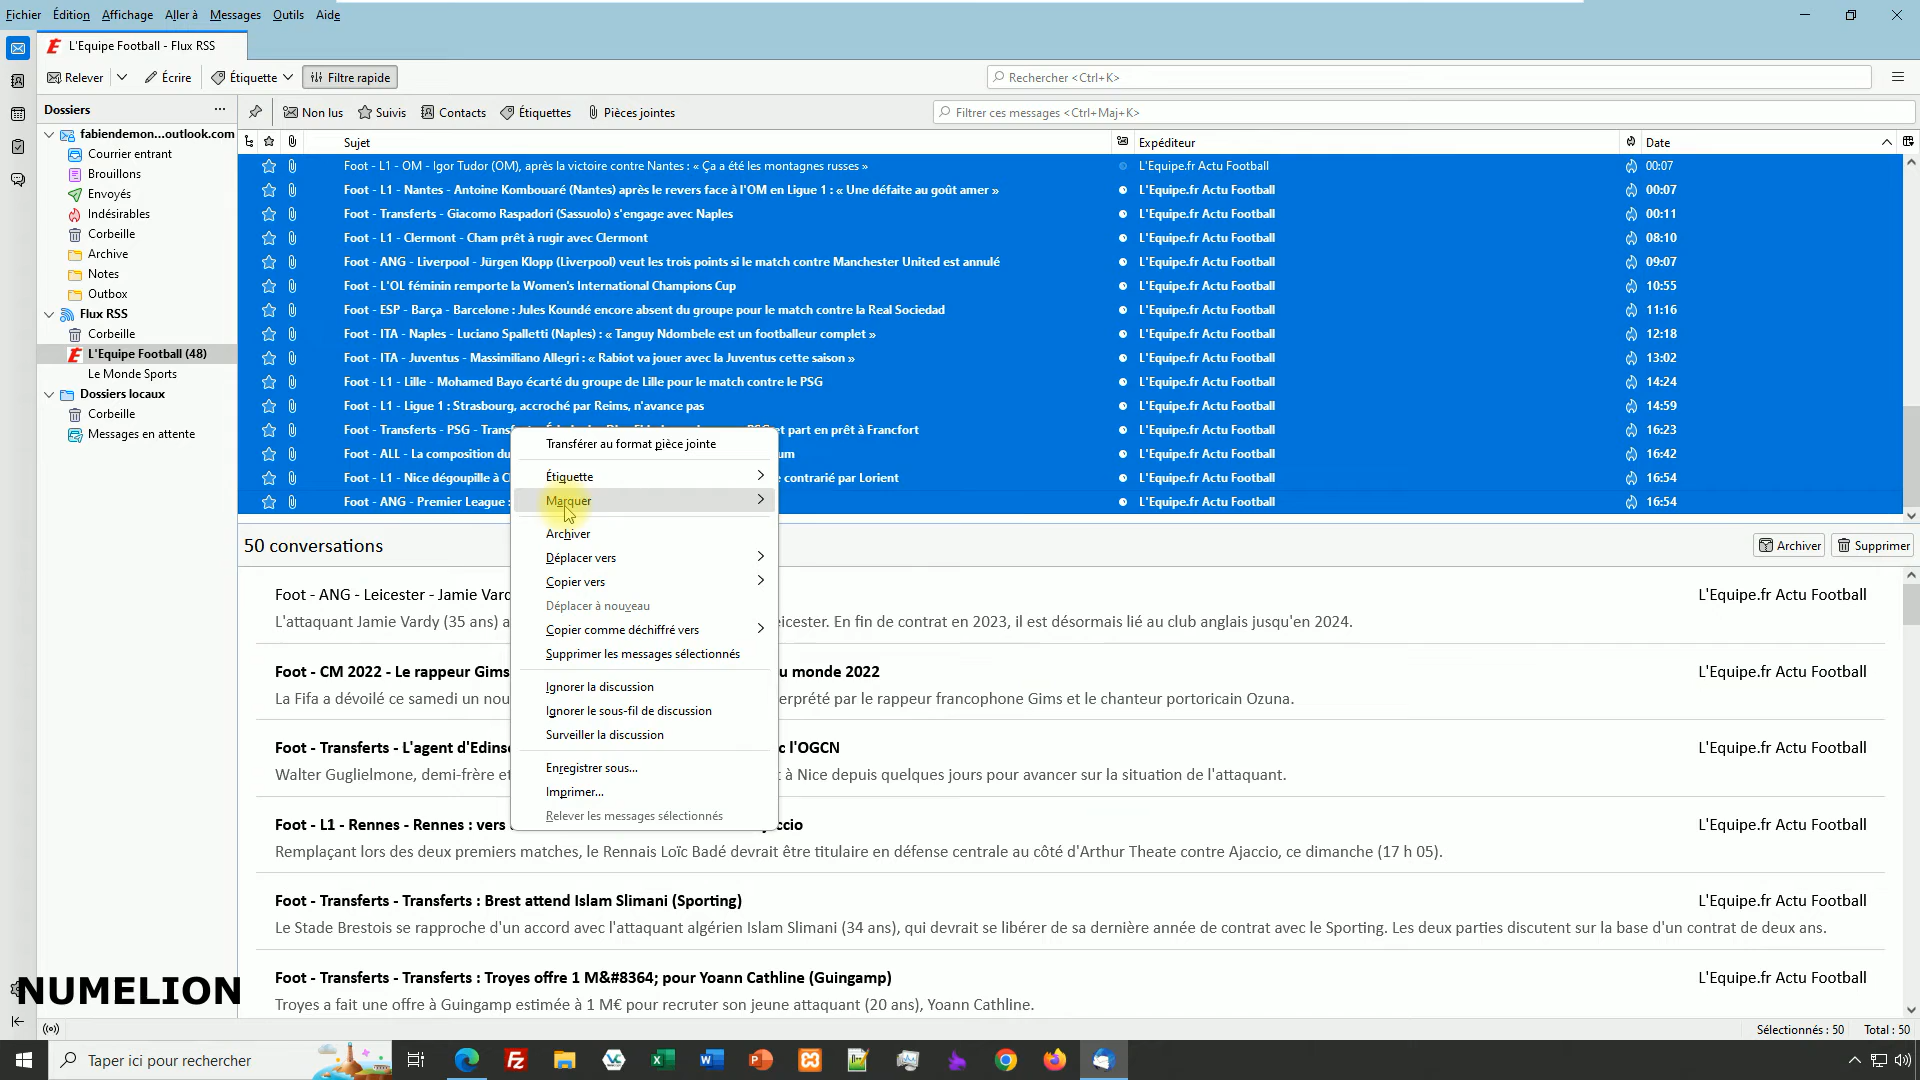 Fichier Édition Affichage Aller à Messages Outils Aide
L'Equipe Football - Flux RSS
Relever Écrire Étiquette Filtre rapide Rechercher <Ctrl+K>
Dossiers ··· Non lus Suivis Contacts Étiquettes Pièces jointes Filtrer ces messages <Ctrl+Maj+K>
fabiendemon...outlook.com
Courrier entrant
Brouillons
Envoyés
Indésirables
Corbeille
Archive
Notes
Outbox
Flux RSS
Corbeille
L'Equipe Football (48)
Le Monde Sports
Dossiers locaux
Corbeille
Messages en attente
Sujet Expéditeur Date
Foot - L1 - OM - Igor Tudor (OM), après la victoire contre Nantes : « Ça a été les montagnes russes » L'Equipe.fr Actu Football 00:07
Foot - L1 - Nantes - Antoine Kombouaré (Nantes) après le revers face à l'OM en Ligue 1 : « Une défaite au goût amer » L'Equipe.fr Actu Football 00:07
Foot - Transferts - Giacomo Raspadori (Sassuolo) s'engage avec Naples L'Equipe.fr Actu Football 00:11
Foot - L1 - Clermont - Cham prêt à rugir avec Clermont L'Equipe.fr Actu Football 08:10
Foot - ANG - Liverpool - Jürgen Klopp (Liverpool) veut les trois points si le match contre Manchester United est annulé L'Equipe.fr Actu Football 09:07
Foot - L'OL féminin remporte la Women's International Champions Cup L'Equipe.fr Actu Football 10:55
Foot - ESP - Barça - Barcelone : Jules Koundé encore absent du groupe pour le match contre la Real Sociedad L'Equipe.fr Actu Football 11:16
Foot - ITA - Naples - Luciano Spalletti (Naples) : « Tanguy Ndombele est un footballeur complet » L'Equipe.fr Actu Football 12:18
Foot - ITA - Juventus - Massimiliano Allegri : « Rabiot va jouer avec la Juventus cette saison » L'Equipe.fr Actu Football 13:02
Foot - L1 - Lille - Mohamed Bayo écarté du groupe de Lille pour le match contre le PSG L'Equipe.fr Actu Football 14:24
Foot - L1 - Ligue 1 : Strasbourg, accroché par Reims, n'avance pas L'Equipe.fr Actu Football 14:59
Foot - Transferts - PSG - et part en prêt à Francfort L'Equipe.fr Actu Football 16:23
Foot - ALL - La composition du L'Equipe.fr Actu Football 16:42
Foot - L1 - Nice dégoupille à contrarié par Lorient L'Equipe.fr Actu Football 16:54
Foot - ANG - Premier League : L'Equipe.fr Actu Football 16:54
Transférer au format pièce jointe
Étiquette
Marquer
Archiver
Déplacer vers
Copier vers
Déplacer à nouveau
Copier comme déchiffré vers
Supprimer les messages sélectionnés
Ignorer la discussion
Ignorer le sous-fil de discussion
Surveiller la discussion
Enregistrer sous...
Imprimer...
Relever les messages sélectionnés
50 conversations Archiver Supprimer
Foot - ANG - Leicester - Jamie L'Equipe.fr Actu Football
L'attaquant Jamie Vardy (35 ans) a En fin de contrat en 2023, il est désormais lié au club anglais jusqu'en 2024.
Foot - CM 2022 - Le rappeur Gims monde 2022 L'Equipe.fr Actu Football
La Fifa a dévoilé ce samedi un par le rappeur francophone Gims et le chanteur portoricain Ozuna.
Foot - Transferts - L'agent l'OGCN L'Equipe.fr Actu Football
Walter Guglielmone, demi-frère et à Nice depuis quelques jours pour avancer sur la situation de l'attaquant.
Foot - L1 - Rennes - Rennes : vers L'Equipe.fr Actu Football
Remplaçant lors des deux premiers matches, le Rennais Loïc Badé devrait être titulaire en défense centrale au côté d'Arthur Theate contre Ajaccio, ce dimanche (17 h 05).
Foot - Transferts - Transferts : Brest attend Islam Slimani (Sporting) L'Equipe.fr Actu Football
Le Stade Brestois se rapproche d'un accord avec l'attaquant algérien Islam Slimani (34 ans), qui devrait se libérer de sa dernière année de contrat avec le Sporting. Les deux parties discutent sur la base d'un contrat de deux ans.
Foot - Transferts - Transferts : Troyes offre 1 M&#8364; pour Yoann Cathline (Guingamp) L'Equipe.fr Actu Football
Troyes a fait une offre à Guingamp estimée à 1 M€ pour recruter son jeune attaquant (20 ans), Yoann Cathline.
NUMELION
Sélectionnés : 50 Total : 50
Taper ici pour rechercher